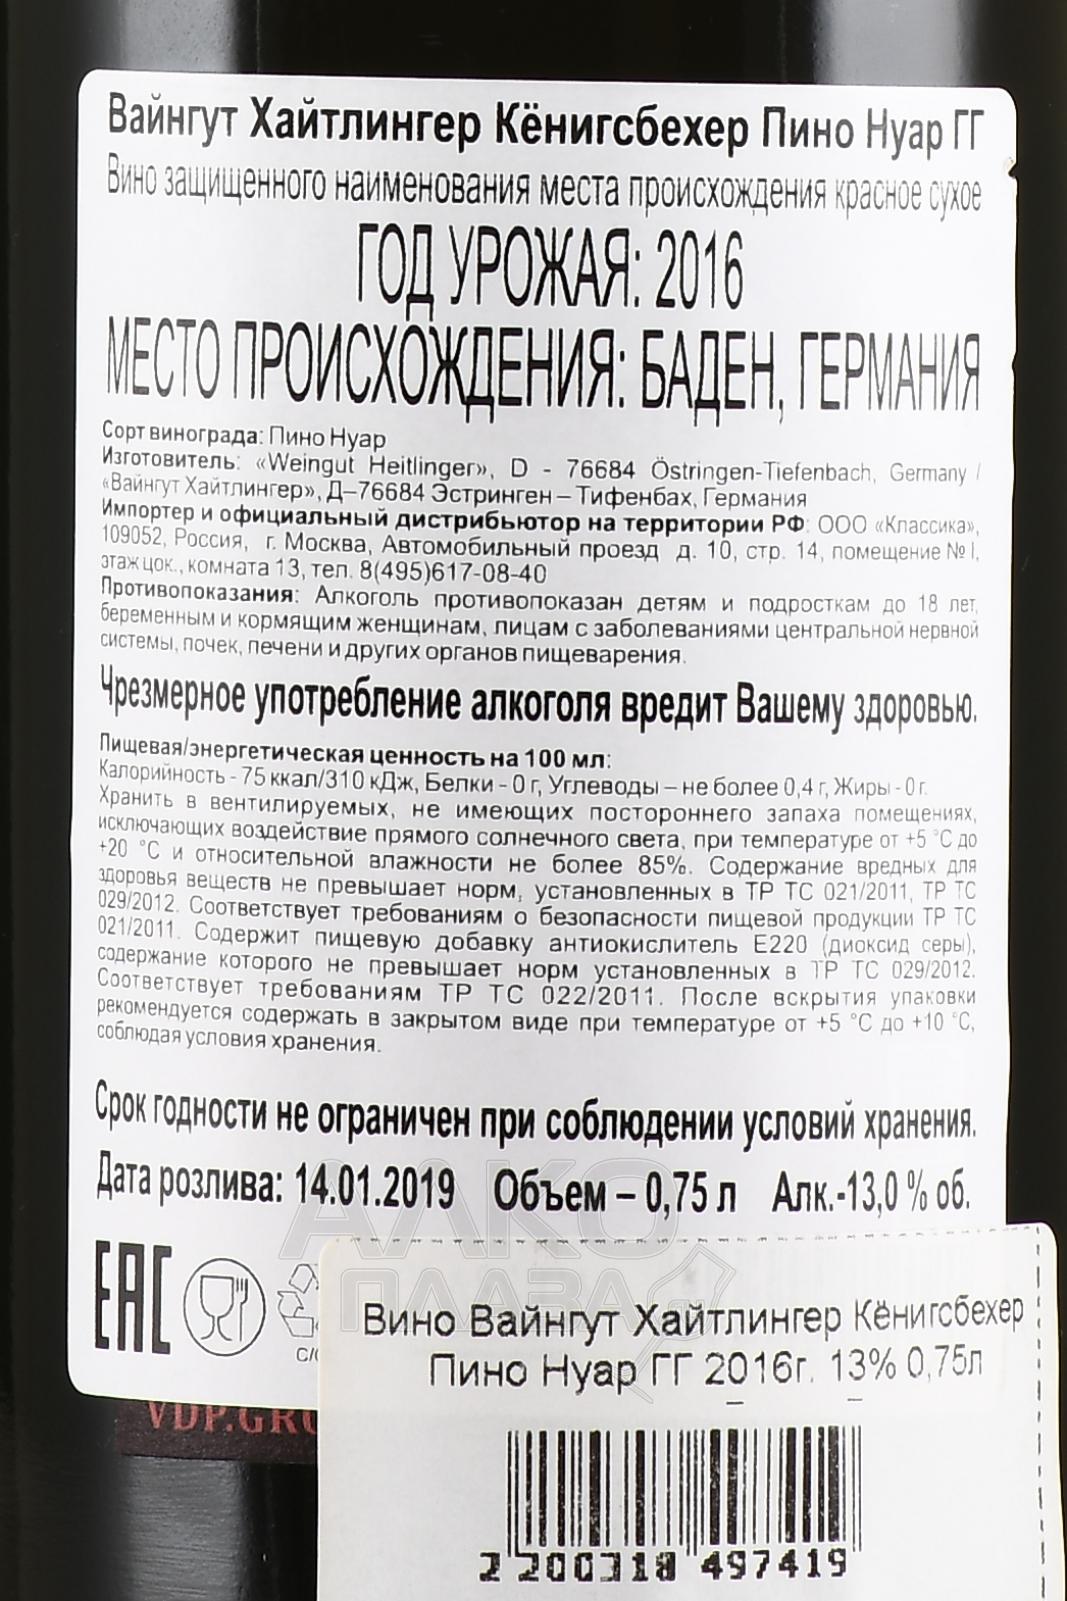 Вайнгут Хайтлингер Кёнигсбехер Пино Нуар ГГ
Вино защищенного наименования места происхождения красное сухое
ГОД УРОЖАЯ: 2016
МЕСТО ПРОИСХОЖДЕНИЯ: БАДЕН, ГЕРМАНИЯ
Сорт винограда: Пино Нуар
Изготовитель: «Weingut Heitlinger», D - 76684 Östringen-Tiefenbach, Germany /
«Вайнгут Хайтлингер», Д–76684 Эстринген – Тифенбах, Германия
Импортер и официальный дистрибьютор на территории РФ: ООО «Классика»,
109052, Россия, г. Москва, Автомобильный проезд д. 10, стр. 14, помещение № I,
этаж цок., комната 13, тел. 8(495)617-08-40
Противопоказания: Алкоголь противопоказан детям и подросткам до 18 лет,
беременным и кормящим женщинам, лицам с заболеваниями центральной нервной
системы, почек, печени и других органов пищеварения.
Чрезмерное употребление алкоголя вредит Вашему здоровью.
Пищевая/энергетическая ценность на 100 мл:
Калорийность - 75 ккал/310 кДж, Белки - 0 г, Углеводы – не более 0,4 г, Жиры - 0 г.
Хранить в вентилируемых, не имеющих постороннего запаха помещениях,
исключающих воздействие прямого солнечного света, при температуре от +5 °С до
+20 °С и относительной влажности не более 85%. Содержание вредных для
здоровья веществ не превышает норм, установленных в ТР ТС 021/2011, ТР ТС
029/2012. Соответствует требованиям о безопасности пищевой продукции ТР ТС
021/2011. Содержит пищевую добавку антиокислитель Е220 (диоксид серы),
содержание которого не превышает норм установленных в ТР ТС 029/2012.
Соответствует требованиям ТР ТС 022/2011. После вскрытия упаковки
рекомендуется содержать в закрытом виде при температуре от +5 °С до +10 °С,
соблюдая условия хранения.
Срок годности не ограничен при соблюдении условий хранения.
Дата розлива: 14.01.2019 Объем – 0,75 л Алк.-13,0 % об.
АЛКО
ПЛАЗА
ЕАС
Вино Вайнгут Хайтлингер Кёнигсбехер
Пино Нуар ГГ 2016г. 13% 0,75л
VDP.GRO
2 200318 497419